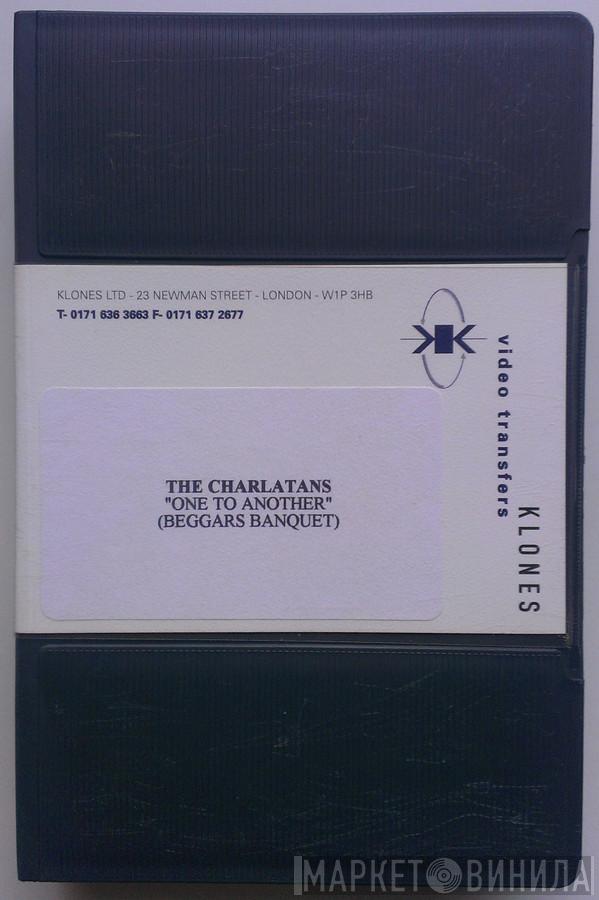 KLONES LTD - 23 NEWMAN STREET - LONDON - W1P 3HB
T- 0171 636 3663 F- 0171 637 2677
video transfers
KLONES
THE CHARLATANS
"ONE TO ANOTHER"
(BEGGARS BANQUET)
МАРКЕТ ВИНИЛА